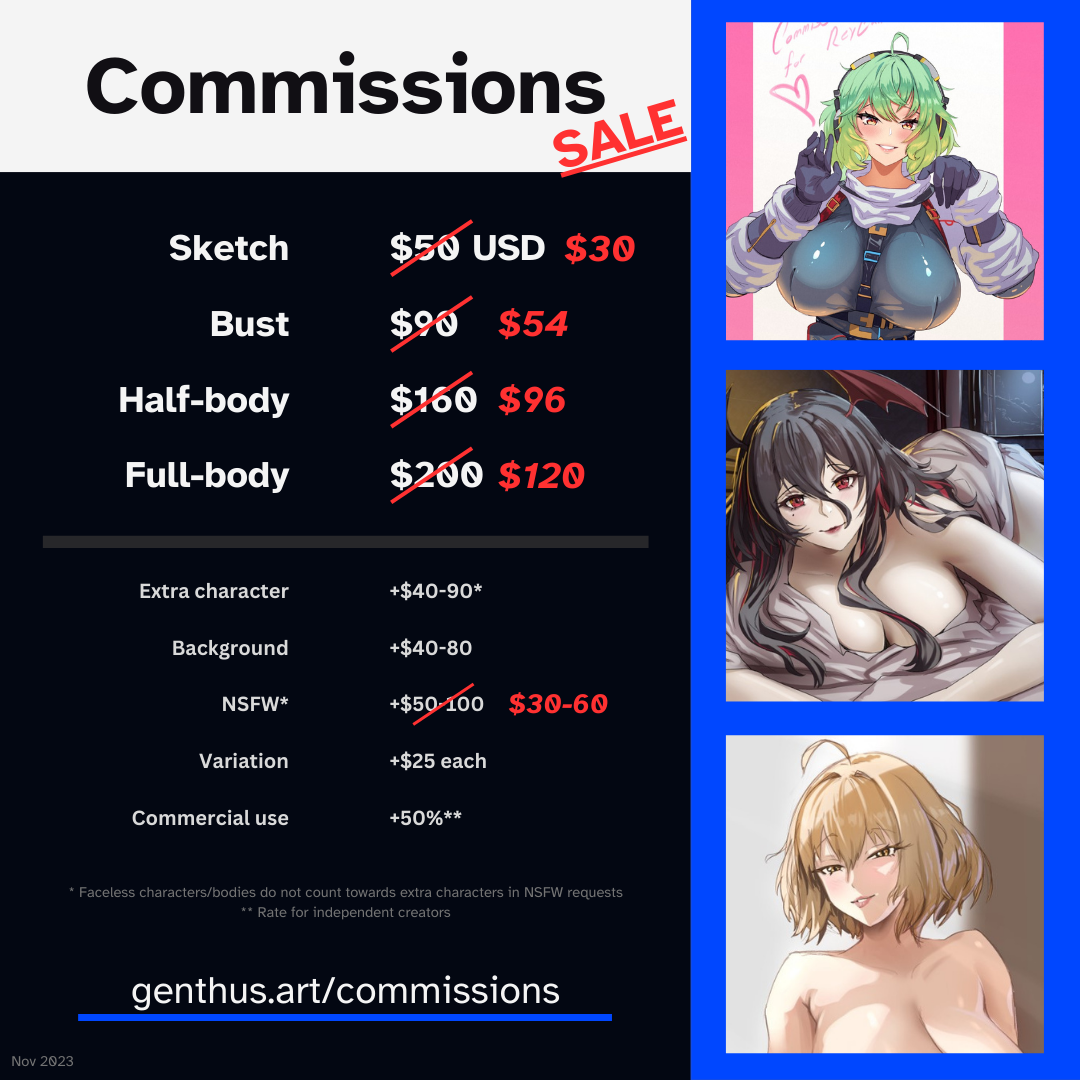 Commissions
SALE
Sketch $50 USD $30
Bust $90 $54
Half-body $160 $96
Full-body $200 $120
Extra character +$40-90*
Background +$40-80
NSFW* +$50-100 $30-60
Variation +$25 each
Commercial use +50%**
* Faceless characters/bodies do not count towards extra characters in NSFW requests
** Rate for independent creators
genthus.art/commissions
Nov 2023
for